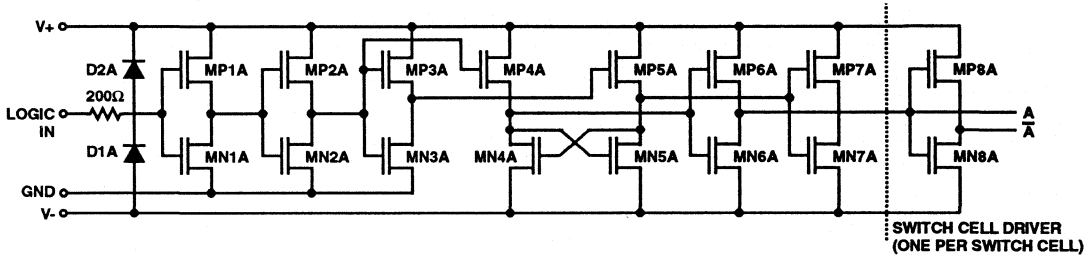 V+
D2A
MP1A
MP2A
MP3A
MP4A
MP5A
MP6A
MP7A
MP8A
200Ω
LOGIC
IN
A
A̅
D1A
MN1A
MN2A
MN3A
MN4A
MN5A
MN6A
MN7A
MN8A
GND
V-
SWITCH CELL DRIVER
(ONE PER SWITCH CELL)